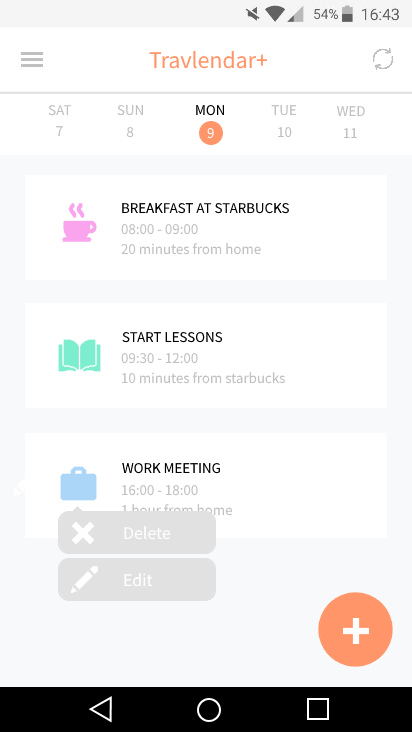 54% 16:43
Travlendar+
SAT SUN MON TUE WED
7 8 9 10 11
BREAKFAST AT STARBUCKS
08:00 - 09:00
20 minutes from home
START LESSONS
09:30 - 12:00
10 minutes from starbucks
WORK MEETING
16:00 - 18:00
1 hour from home
Delete
Edit